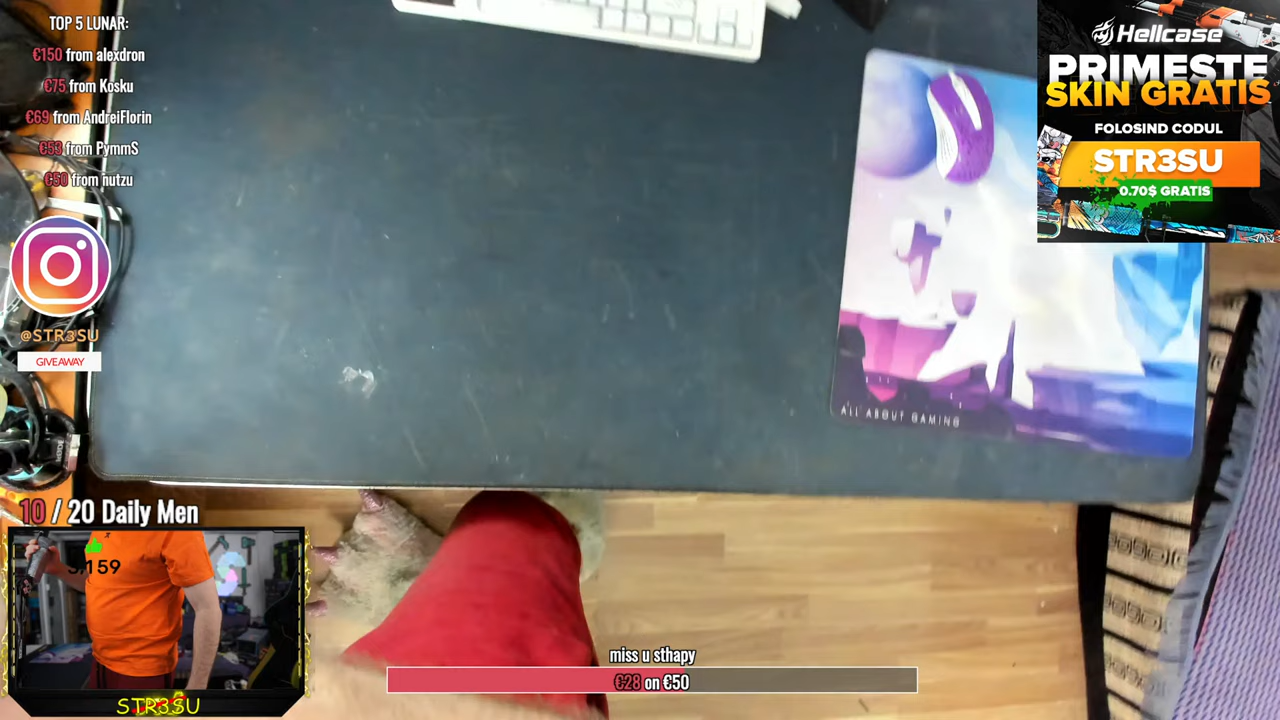 TOP 5 LUNAR:
€150 from alexdron
€75 from Kosku
€69 from AndreiFlorin
€53 from PymmS
€50 from nutzu
@STR3SU
GIVEAWAY
Hellcase
PRIMESTE
SKIN GRATIS
FOLOSIND CODUL
STR3SU
0.70$ GRATIS
ALL ABOUT GAMING
10 / 20 Daily Men
STR3SU
miss u sthapy
€28 on €50